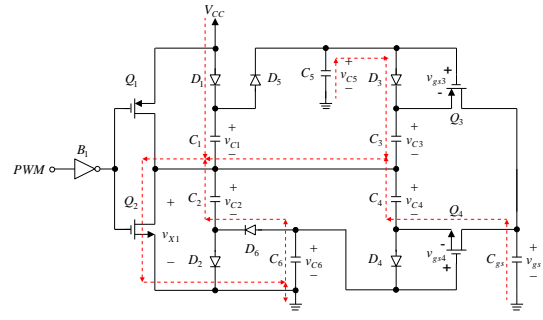 V_CC
Q_1
D_1
D_5
C_5
+
v_C5
−
D_3
v_gs3
+
-
Q_3
C_1
+
v_C1
−
C_3
+
v_C3
−
PWM
B_1
Q_2
+
v_X1
−
C_2
+
v_C2
−
C_4
+
v_C4
−
Q_4
-
v_gs4
+
D_2
D_6
C_6
+
v_C6
−
D_4
C_gs
+
v_gs
−